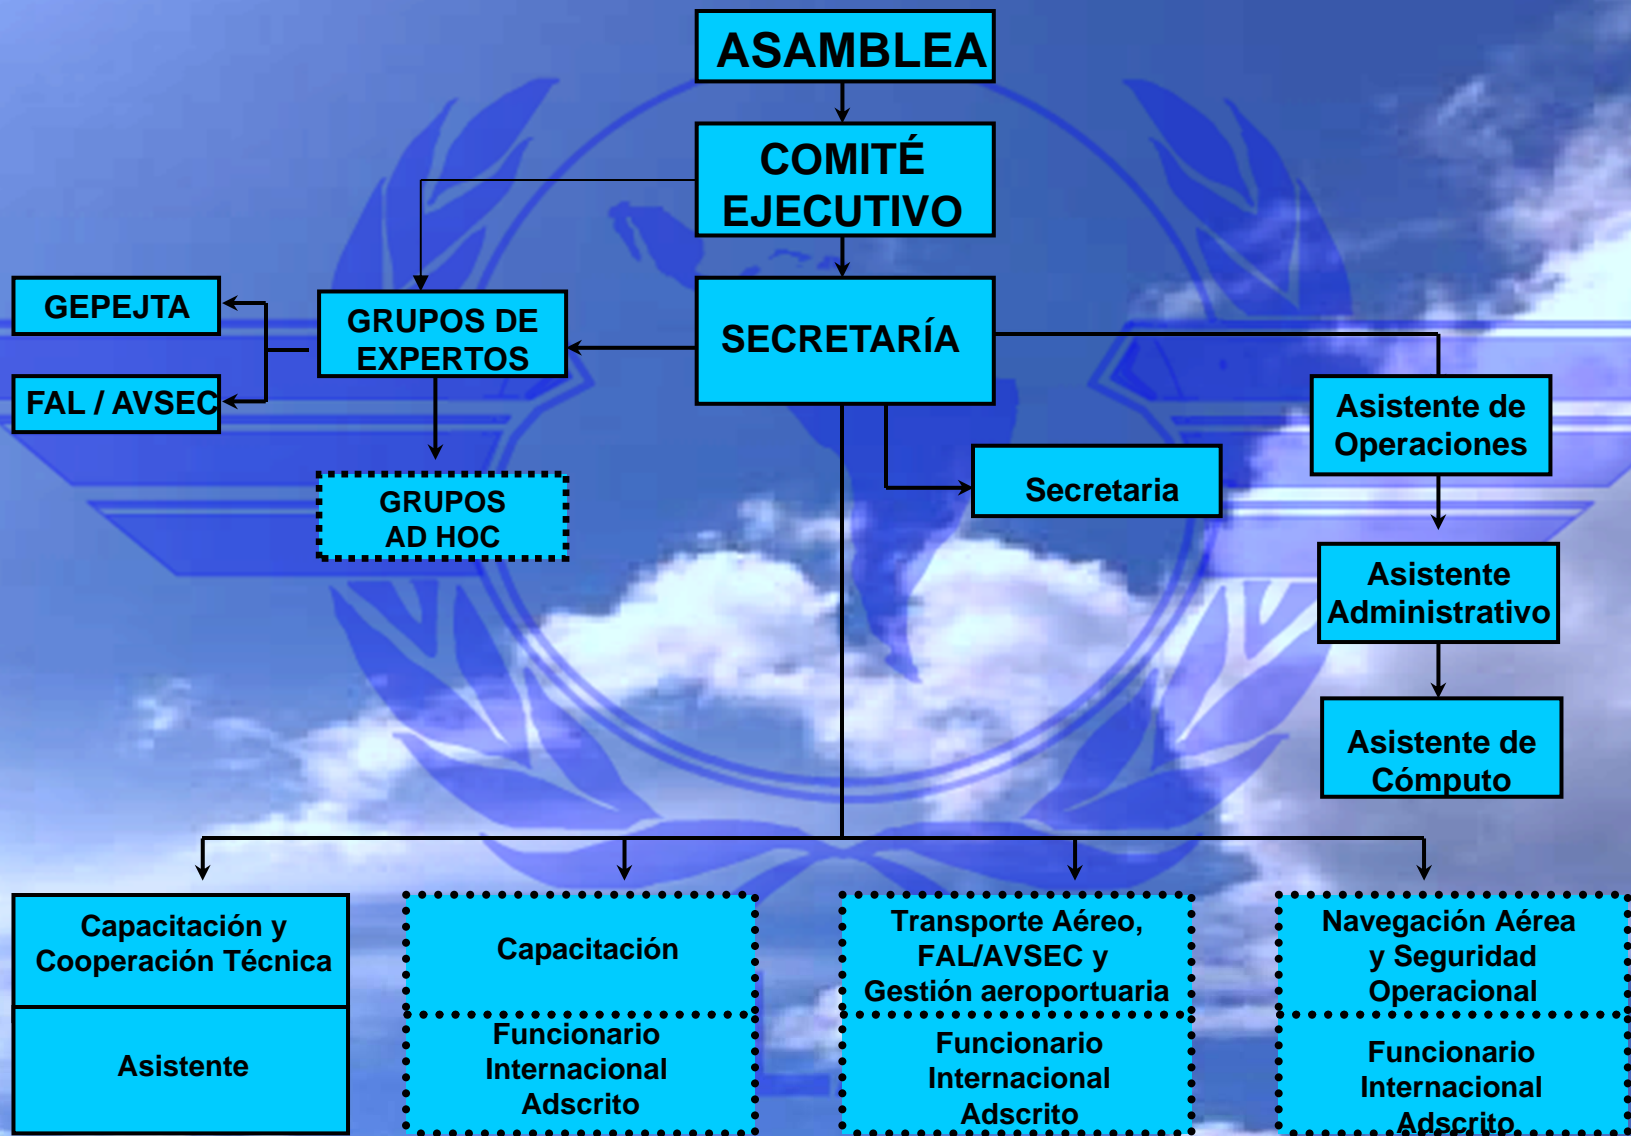 ASAMBLEA
COMITÉ
EJECUTIVO
SECRETARÍA
GRUPOS DE
EXPERTOS
GEPEJTA
FAL / AVSEC
GRUPOS
AD HOC
Secretaria
Asistente de
Operaciones
Asistente
Administrativo
Asistente de
Cómputo
Capacitación y
Cooperación Técnica
Asistente
Capacitación
Funcionario
Internacional
Adscrito
Transporte Aéreo,
FAL/AVSEC y
Gestión aeroportuaria
Funcionario
Internacional
Adscrito
Navegación Aérea
y Seguridad
Operacional
Funcionario
Internacional
Adscrito